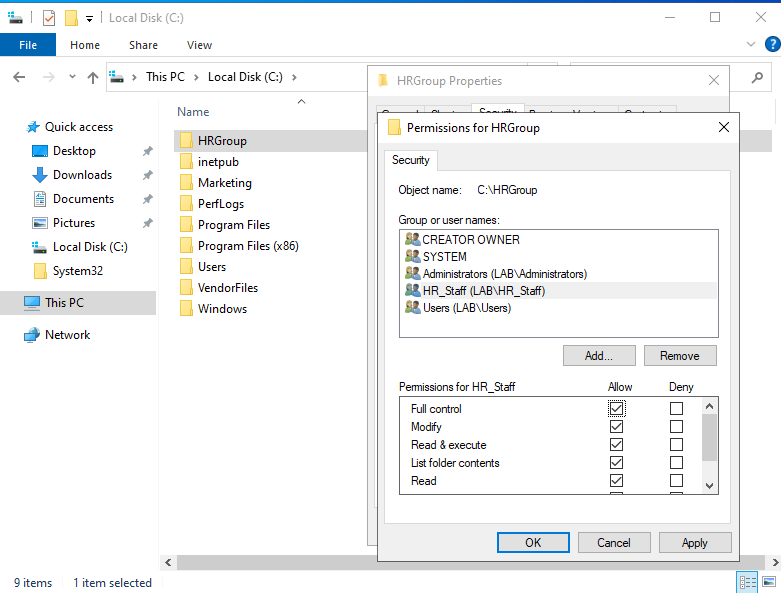 Local Disk (C:)
File Home Share View
This PC Local Disk (C:)
HRGroup Properties
Security
Permissions for HRGroup
Security
Object name: C:\HRGroup
Group or user names:
CREATOR OWNER
SYSTEM
Administrators (LAB\Administrators)
HR_Staff (LAB\HR_Staff)
Users (LAB\Users)
Add... Remove
Permissions for HR_Staff Allow Deny
Full control
Modify
Read & execute
List folder contents
Read
OK Cancel Apply
Name
HRGroup
inetpub
Marketing
PerfLogs
Program Files
Program Files (x86)
Users
VendorFiles
Windows
Quick access
Desktop
Downloads
Documents
Pictures
Local Disk (C:)
System32
This PC
Network
9 items 1 item selected